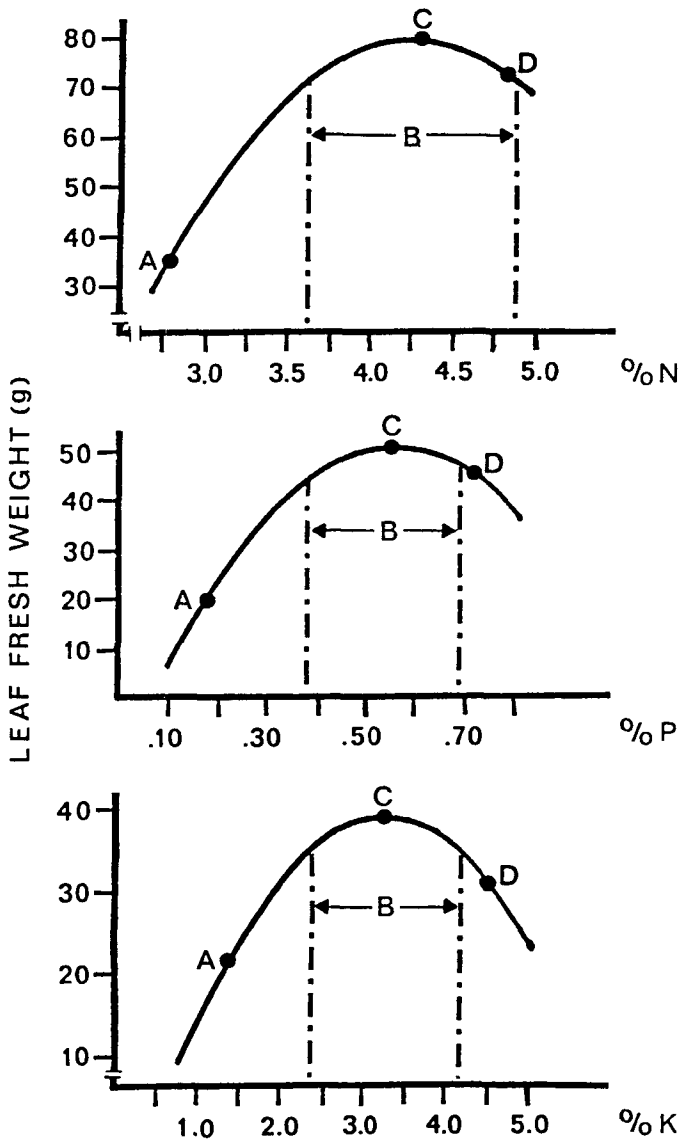 LEAF FRESH WEIGHT (g)
C
80
D
70
60
B
50
40
A
30
3.0 3.5 4.0 4.5 5.0 %N
C
50
D
40
B
30
A
20
10
.10 .30 .50 .70 %P
C
40
D
30
B
A
20
10
1.0 2.0 3.0 4.0 5.0 %K